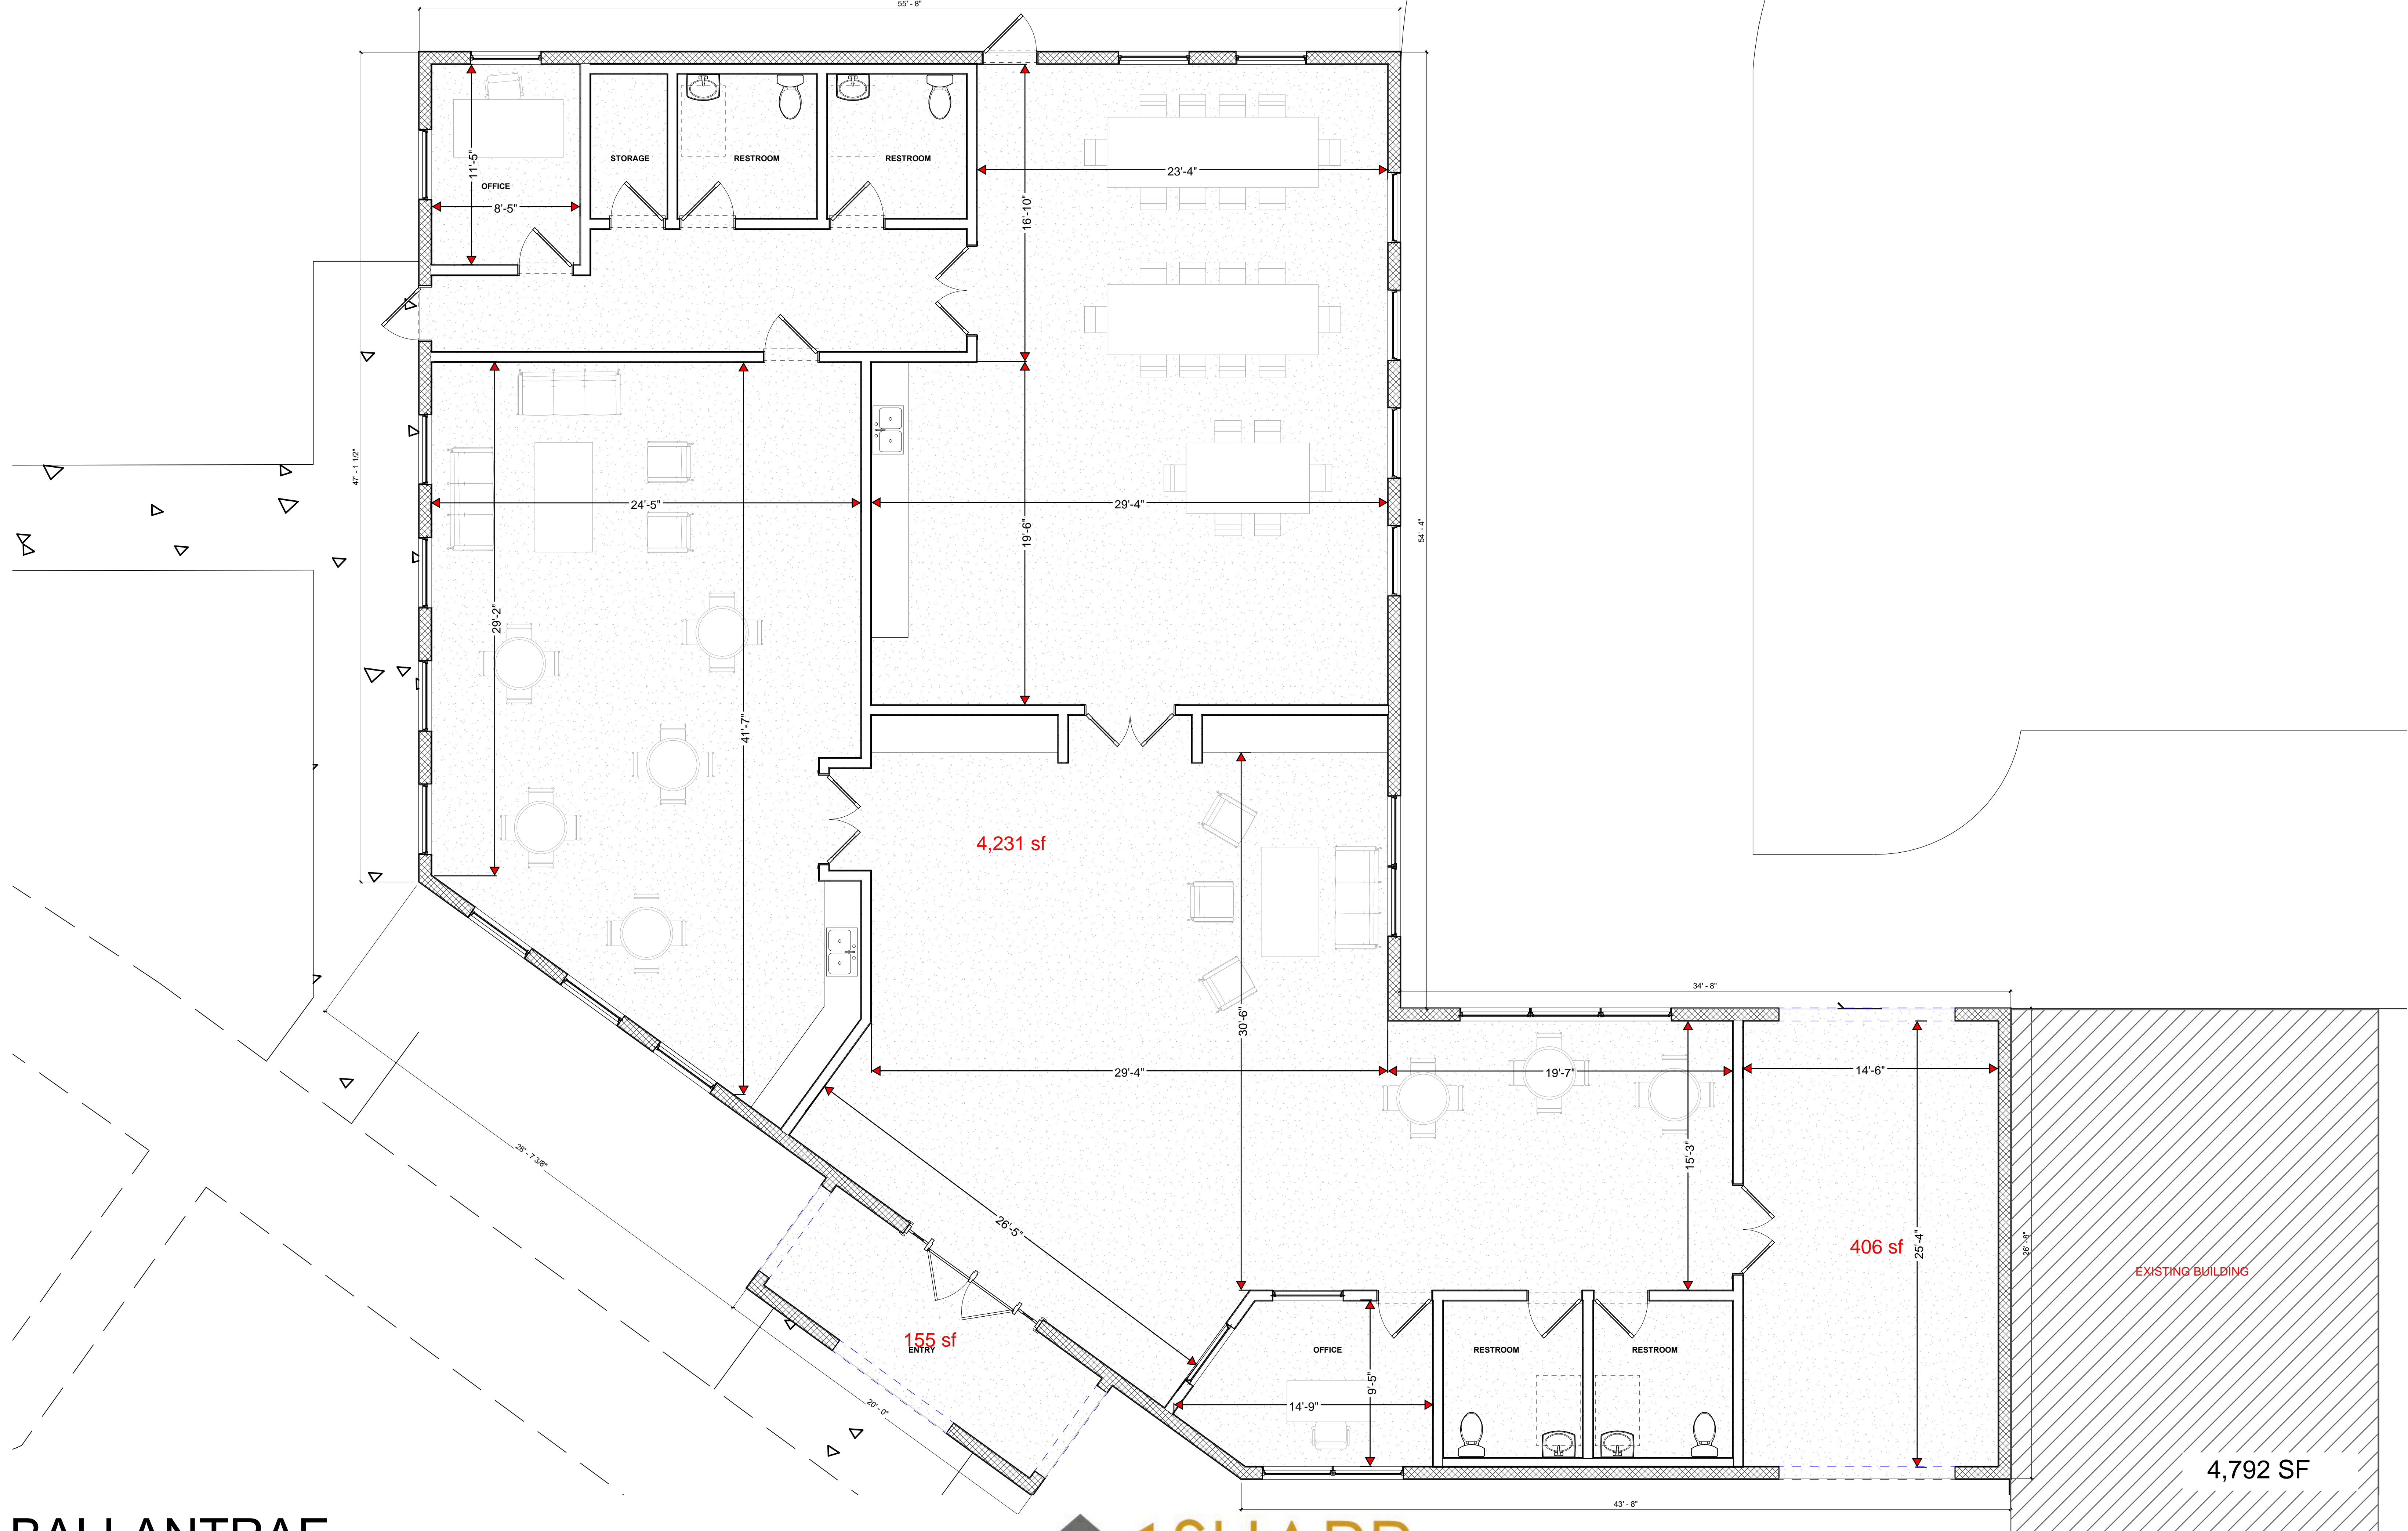 55' - 8"
STORAGE
RESTROOM
RESTROOM
11'-5"
OFFICE
8'-5"
23'-4"
16'-10"
47' - 1 1/2"
24'-5"
29'-4"
19'-6"
54' - 4"
29'-2"
41'-7"
4,231 sf
34' - 8"
30'-6"
29'-4"
19'-7"
14'-6"
28' - 7 3/8"
15'-3"
26'-5"
406 sf
25'-4"
26' - 8"
EXISTING BUILDING
155 sf
ENTRY
OFFICE
RESTROOM
RESTROOM
9'-5"
14'-9"
20' - 0"
4,792 SF
43' - 8"
BALLANTRAE
SHARP